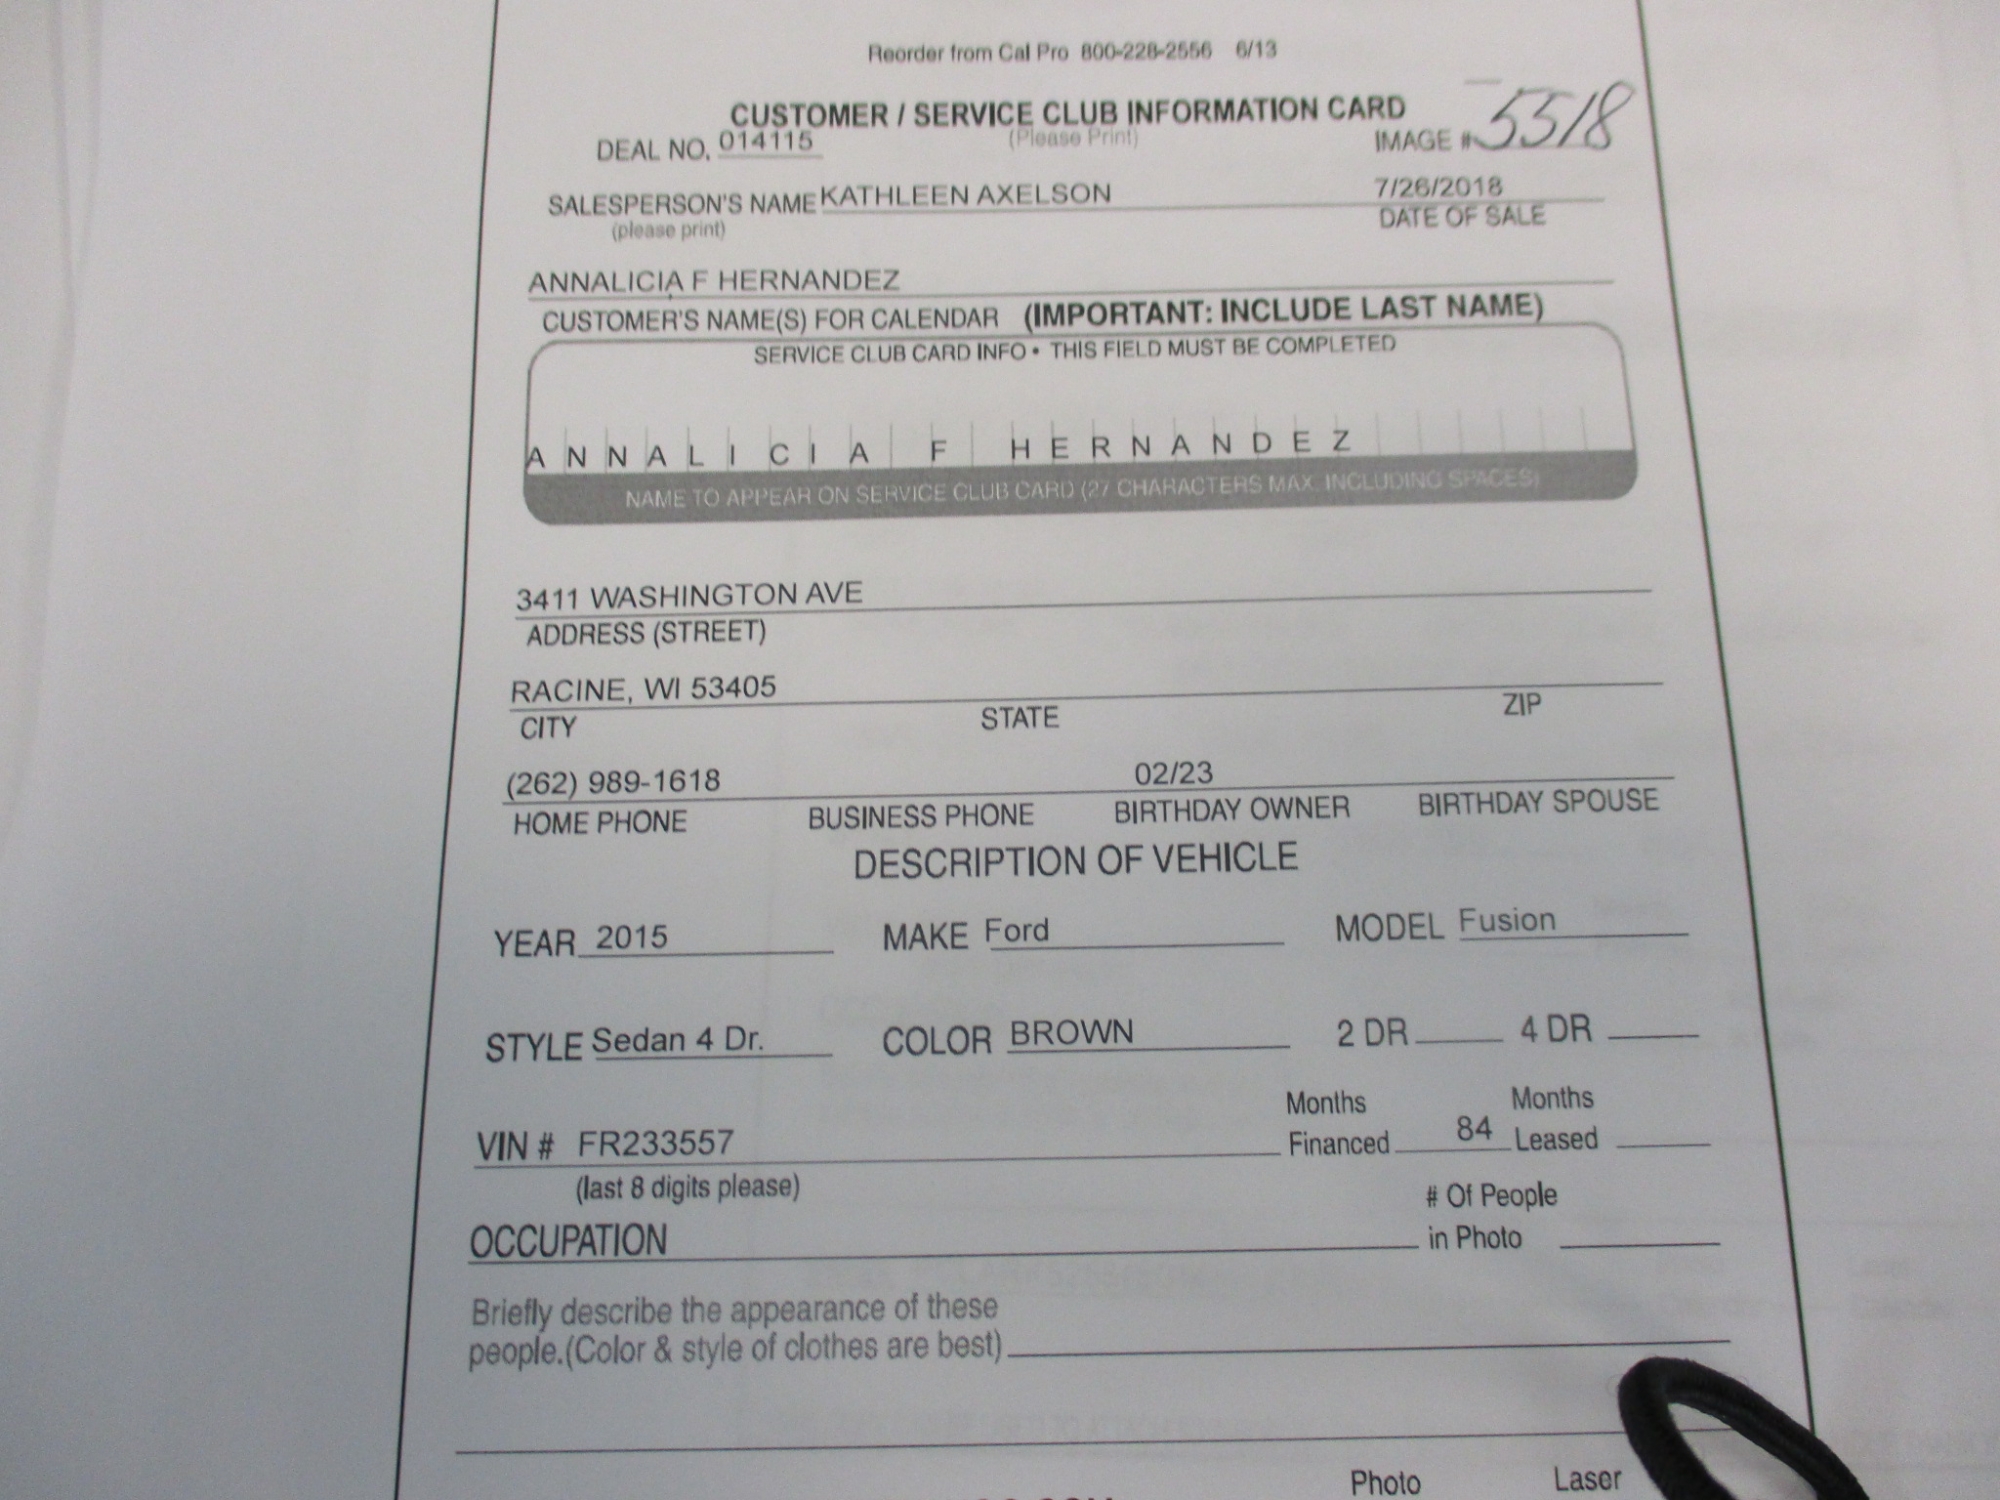 Reorder from Cal Pro 800-228-2556 6/13
CUSTOMER / SERVICE CLUB INFORMATION CARD
DEAL NO. 014115 (Please Print) IMAGE # 5518
SALESPERSON'S NAME KATHLEEN AXELSON 7/26/2018
(please print) DATE OF SALE
ANNALICIA F HERNANDEZ
CUSTOMER'S NAME(S) FOR CALENDAR (IMPORTANT: INCLUDE LAST NAME)
SERVICE CLUB CARD INFO • THIS FIELD MUST BE COMPLETED
A N N A L I C I A F H E R N A N D E Z
NAME TO APPEAR ON SERVICE CLUB CARD (27 CHARACTERS MAX. INCLUDING SPACES)
3411 WASHINGTON AVE
ADDRESS (STREET)
RACINE, WI 53405
CITY STATE ZIP
(262) 989-1618 02/23
HOME PHONE BUSINESS PHONE BIRTHDAY OWNER BIRTHDAY SPOUSE
DESCRIPTION OF VEHICLE
YEAR 2015 MAKE Ford MODEL Fusion
STYLE Sedan 4 Dr. COLOR BROWN 2 DR 4 DR
Months Months
VIN # FR233557 Financed 84 Leased
(last 8 digits please) # Of People
OCCUPATION in Photo
Briefly describe the appearance of these
people.(Color & style of clothes are best)
Photo Laser